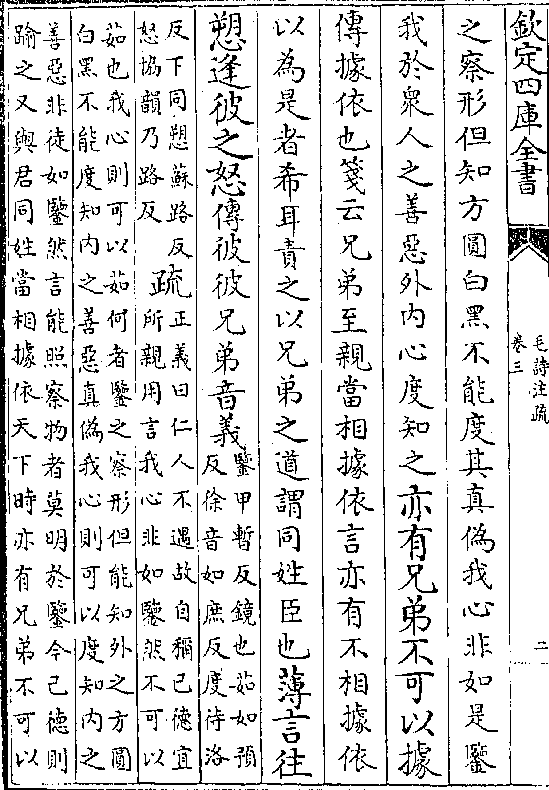 欽定四庫全書
毛詩注疏
卷三
二
之察形但知方圓白黑不能度其真偽我心非如是鑒
我於衆人之善惡外内心度知之亦有兄弟不可以據
傳據依也箋云兄弟至親當相據依言亦有不相據依
以為是者希耳責之以兄弟之道謂同姓臣也薄言往
愬逢彼之怒傳彼彼兄弟音義
鑒甲暫反鏡也茹如預
反徐音如庶反度待洛
反下同愬蘇路反
怒協韻乃路反
疏
正義曰仁人不遇故自稱己德宜
所親用言我心非如鑒然不可以
茹也我心則可以茹何者鑒之察形但能知外之方圓
白黑不能度知内之善惡真偽我心則可以度知内之
善惡非徒如鑒然言能照察物者莫明於鑒今己德則
踰之又與君同姓當相據依天下時亦有兄弟不可以